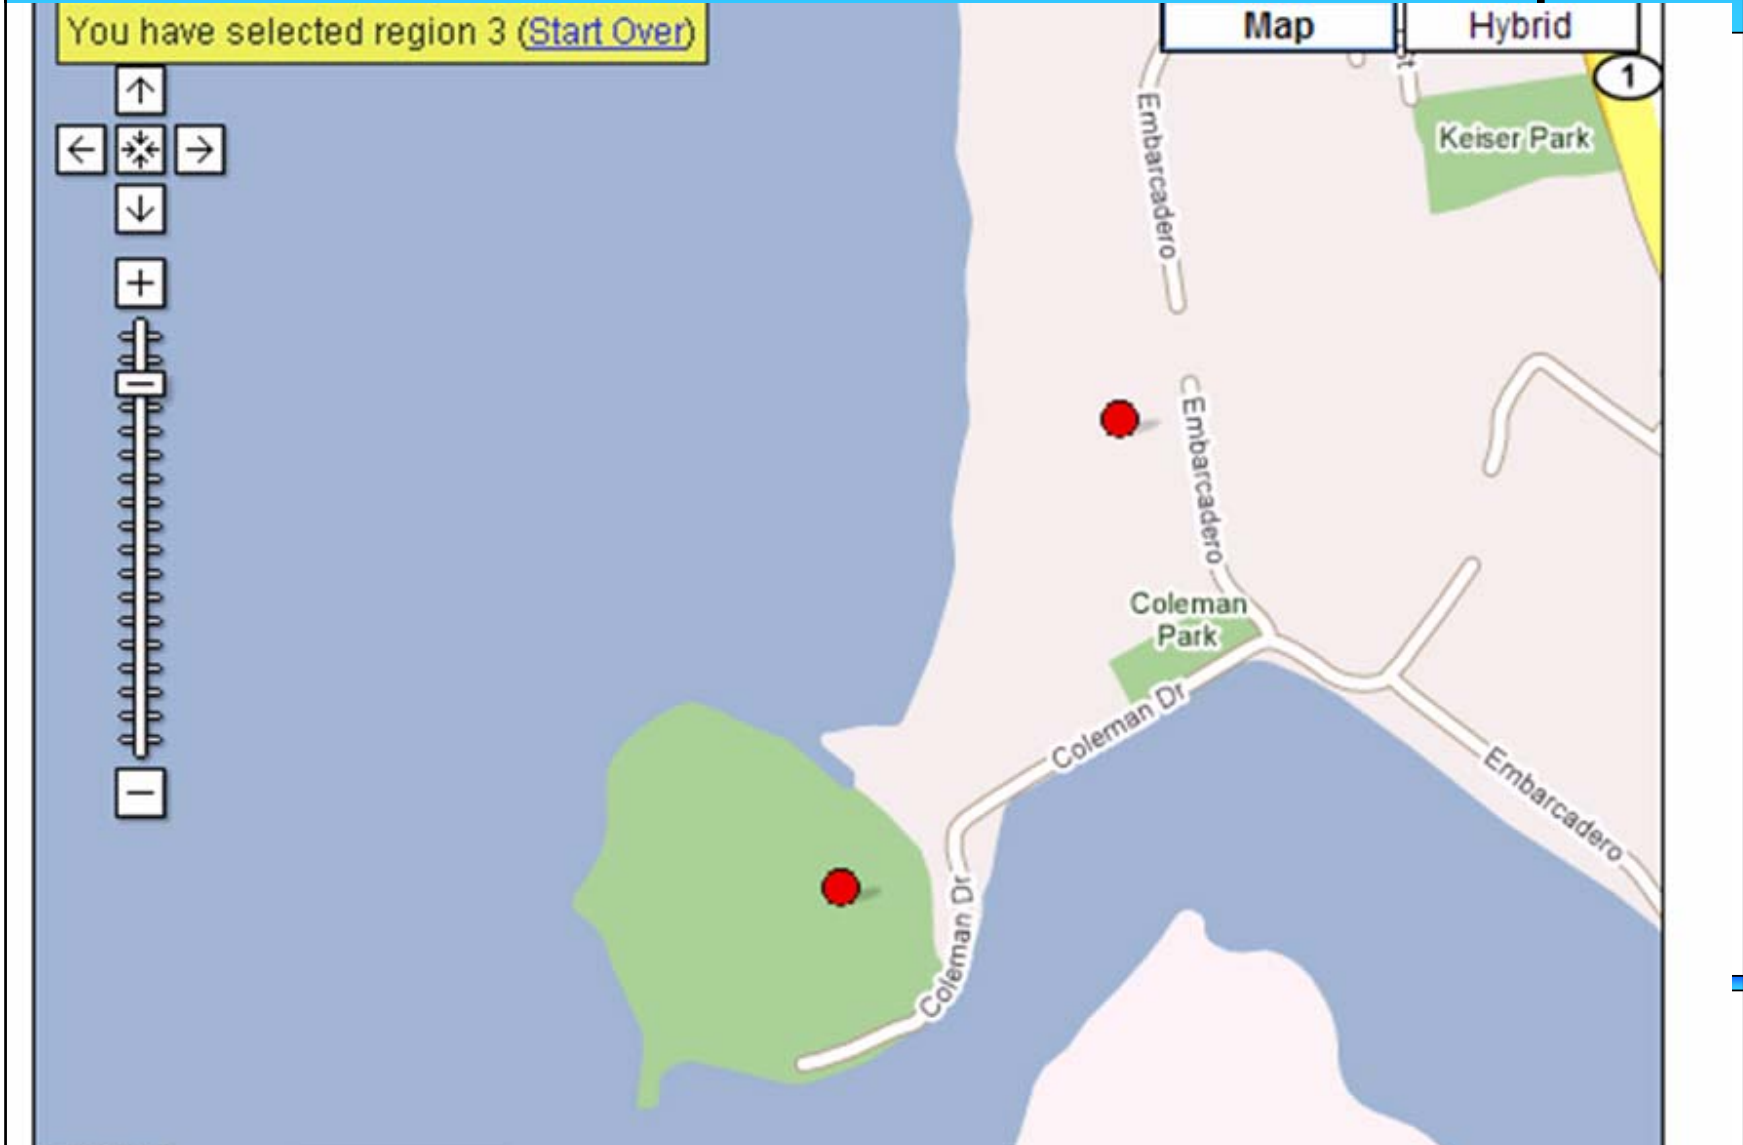 You have selected region 3 (Start Over)
Map
Hybrid
1
st
Keiser Park
Embarcadero
Embarcadero
Coleman
Park
Coleman Dr
Embarcadero
Coleman Dr